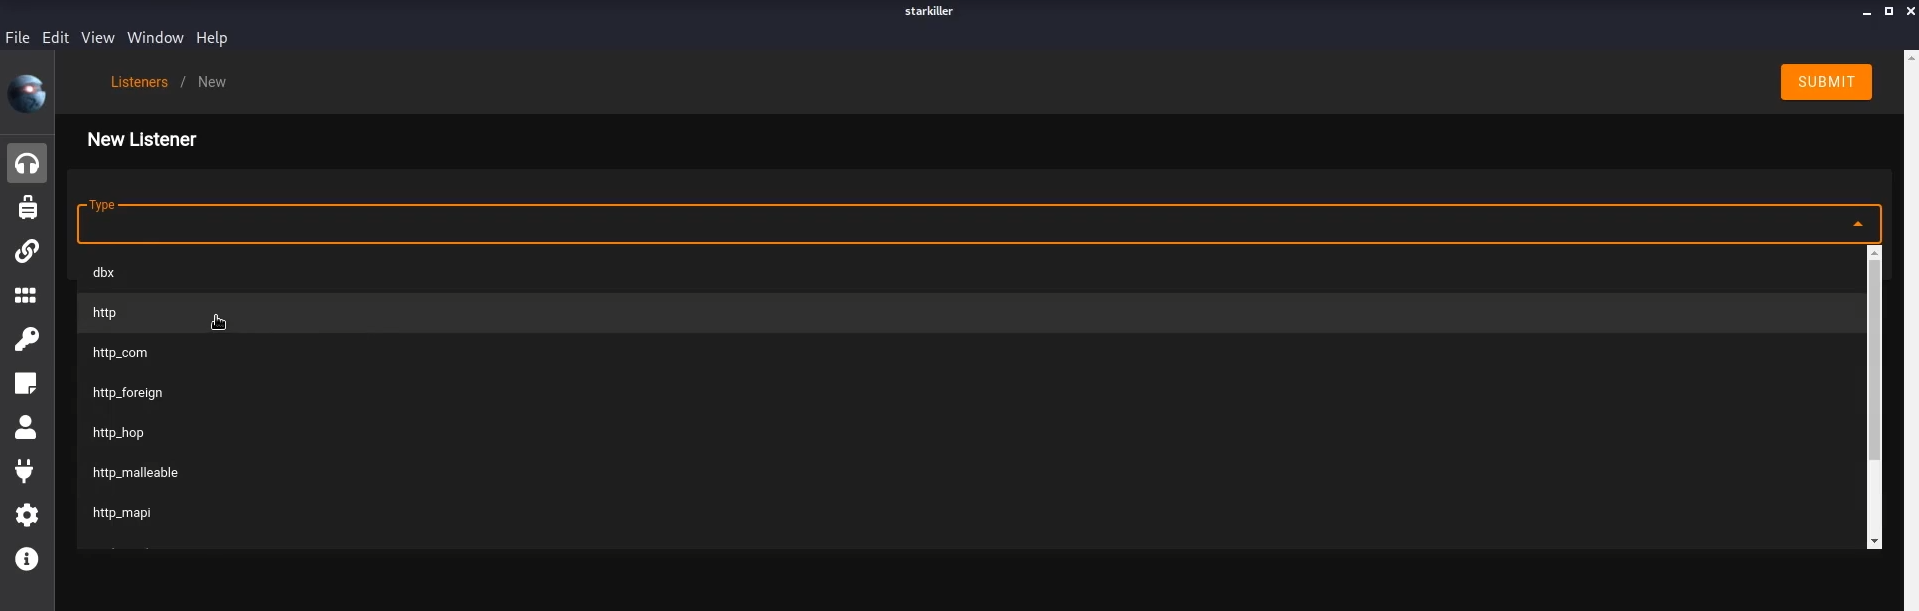 starkiller
File Edit View Window Help
Listeners / New
SUBMIT
New Listener
Type
dbx
http
http_com
http_foreign
http_hop
http_malleable
http_mapi